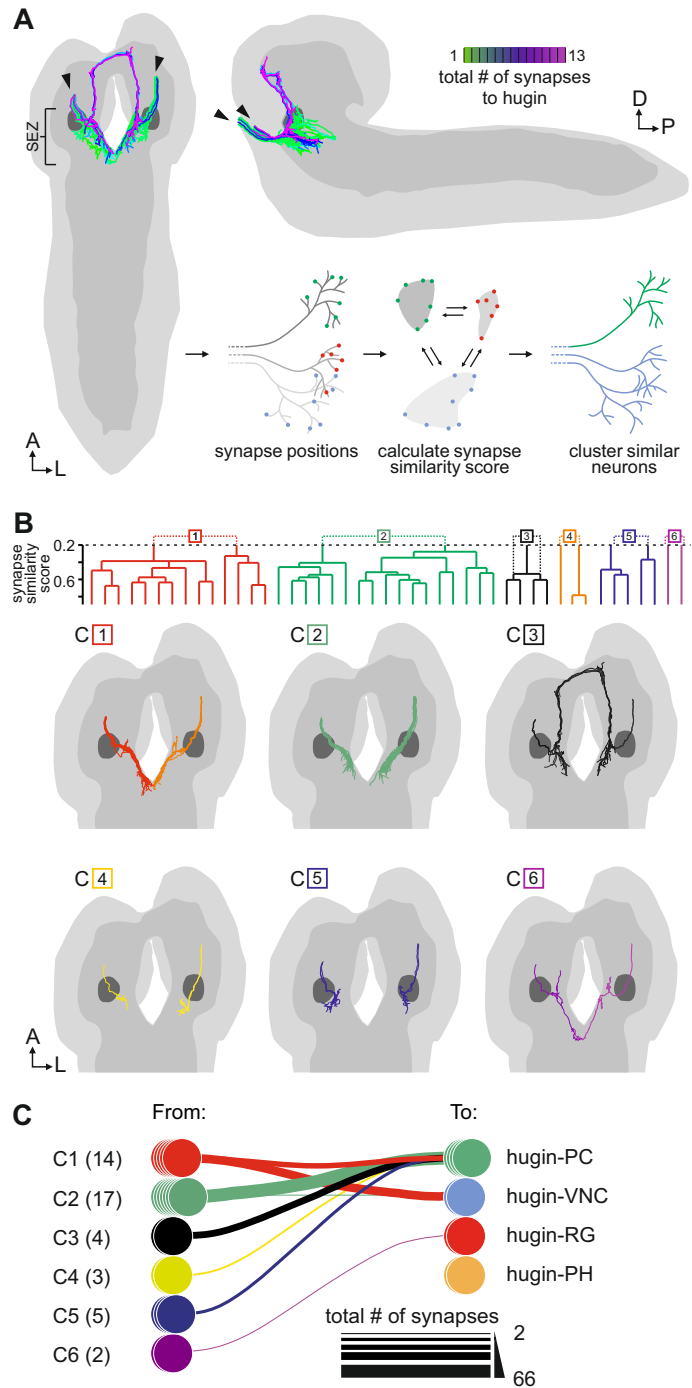 A
1
13
total # of synapses
to hugin
D
P
SEZ
A
L
synapse positions
calculate synapse
similarity score
cluster similar
neurons
B
synapse
similarity
score
0.2
0.6
1
2
3
4
5
6
C 1
C 2
C 3
C 4
C 5
C 6
A
L
C
From:
To:
C1 (14)
hugin-PC
C2 (17)
hugin-VNC
C3 (4)
hugin-RG
C4 (3)
hugin-PH
C5 (5)
C6 (2)
total # of synapses
2
66